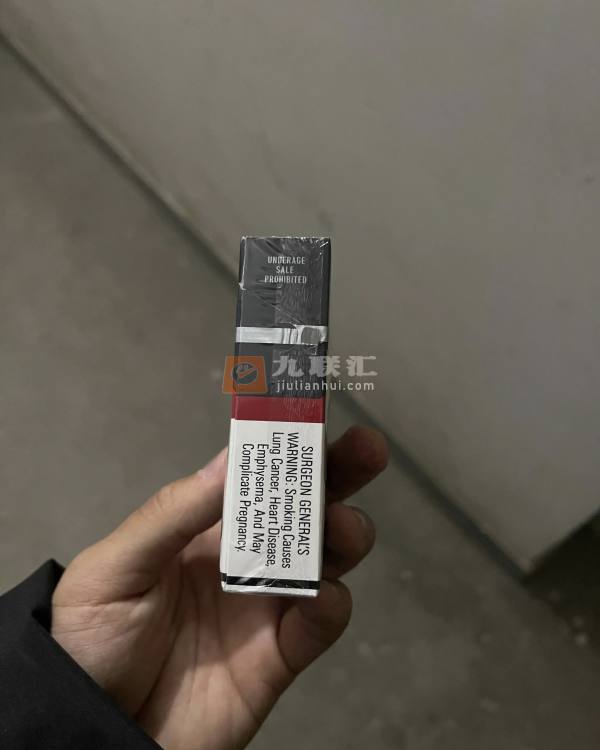 UNDERAGE
SALE
PROHIBITED
九联汇
jiulianhui.com
SURGEON GENERAL'S
WARNING: Smoking Causes
Lung Cancer, Heart Disease,
Emphysema, And May
Complicate Pregnancy.